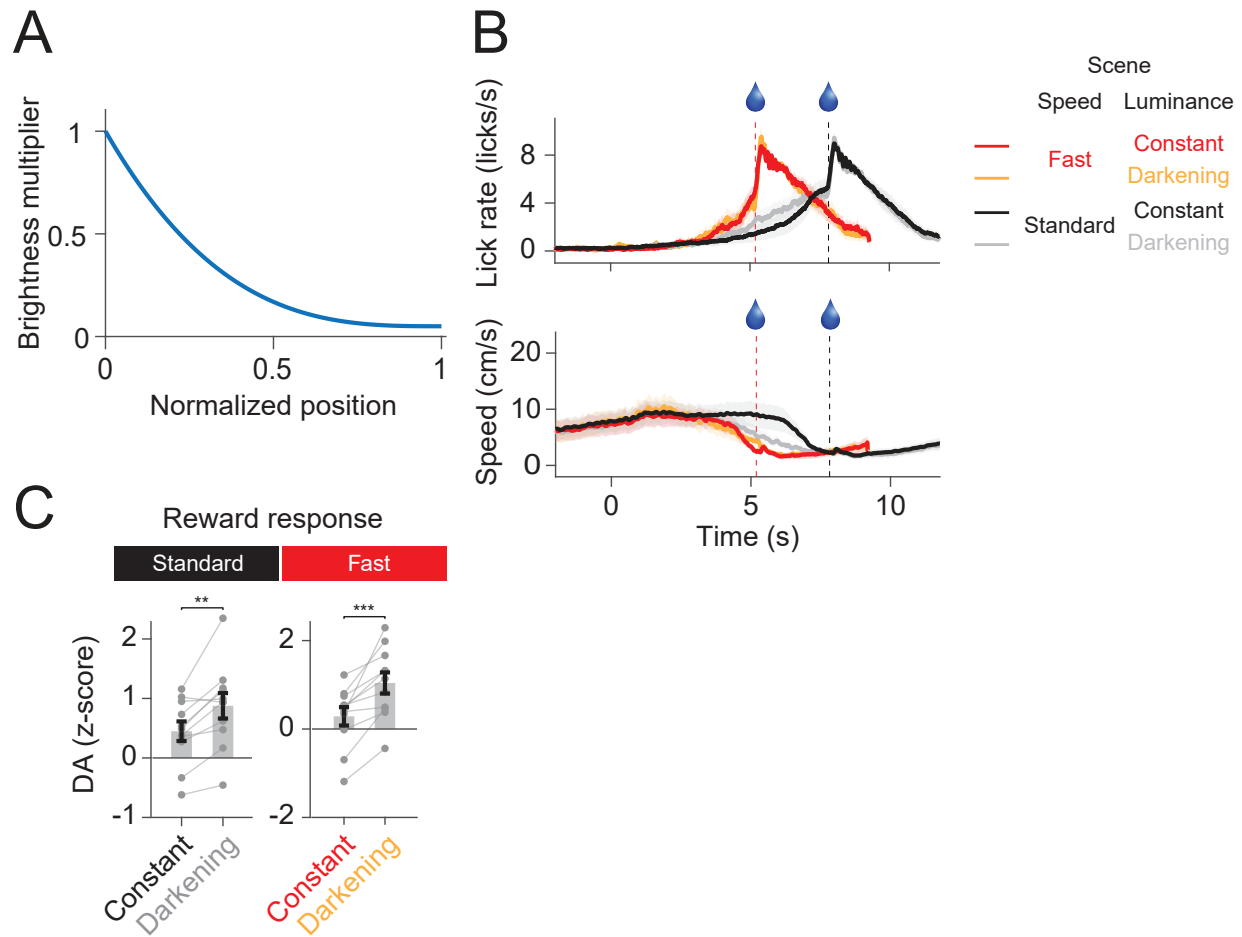 A
Brightness multiplier
1
0.5
0
0
0.5
1
Normalized position
B
Lick rate (licks/s)
8
4
0
Speed (cm/s)
20
10
0
0
5
10
Time (s)
Scene
Speed Luminance
Fast
Constant
Darkening
Standard
Constant
Darkening
C
Reward response
Standard Fast
DA (z-score)
**
2
1
0
-1
Constant
Darkening
***
2
0
-2
Constant
Darkening